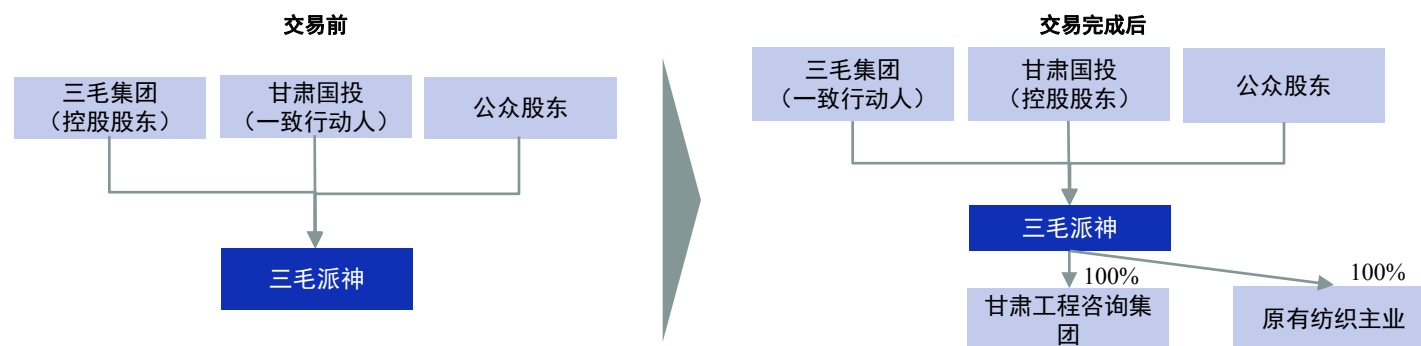 交易前
三毛集团
（控股股东）
甘肃国投
（一致行动人）
公众股东
三毛派神
交易完成后
三毛集团
（一致行动人）
甘肃国投
（控股股东）
公众股东
三毛派神
100%
100%
甘肃工程咨询集
团
原有纺织主业